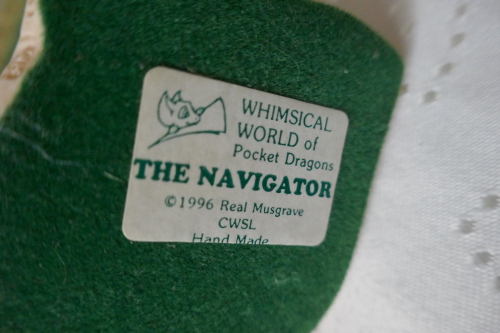 WHIMSICAL
WORLD of
Pocket Dragons
THE NAVIGATOR
©1996 Real Musgrave
CWSL
Hand Made